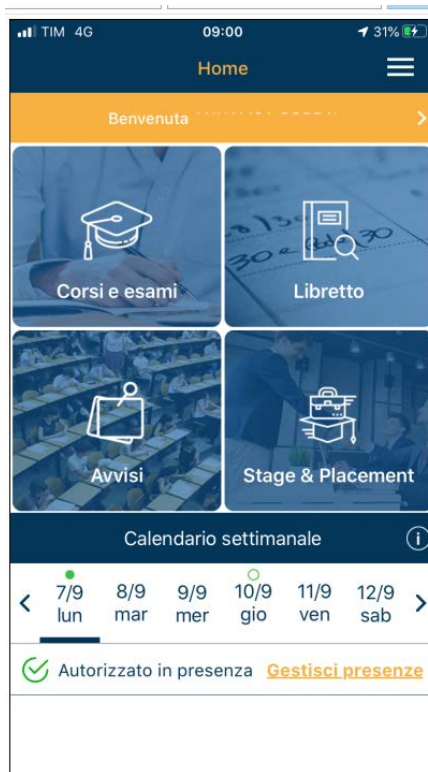 TIM 4G 09:00 31%
Home
Benvenuta
Corsi e esami Libretto
Avvisi Stage & Placement
Calendario settimanale i
7/9 8/9 9/9 10/9 11/9 12/9
lun mar mer gio ven sab
Autorizzato in presenza Gestisci presenze